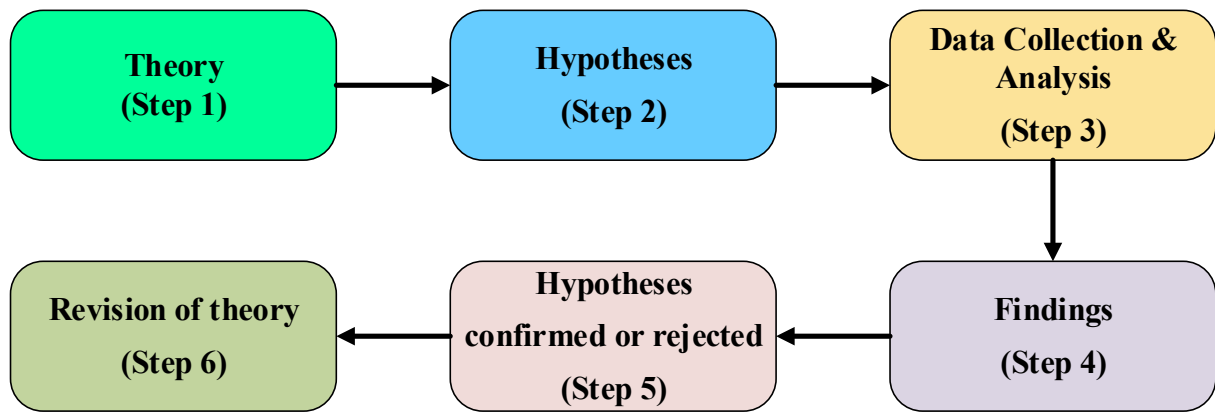 Theory
(Step 1)
Hypotheses
(Step 2)
Data Collection &
Analysis
(Step 3)
Findings
(Step 4)
Hypotheses
confirmed or rejected
(Step 5)
Revision of theory
(Step 6)